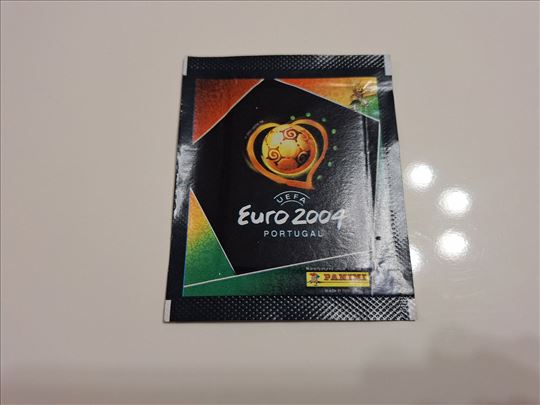 UEFA
EURO 2004
PORTUGAL
PANINI